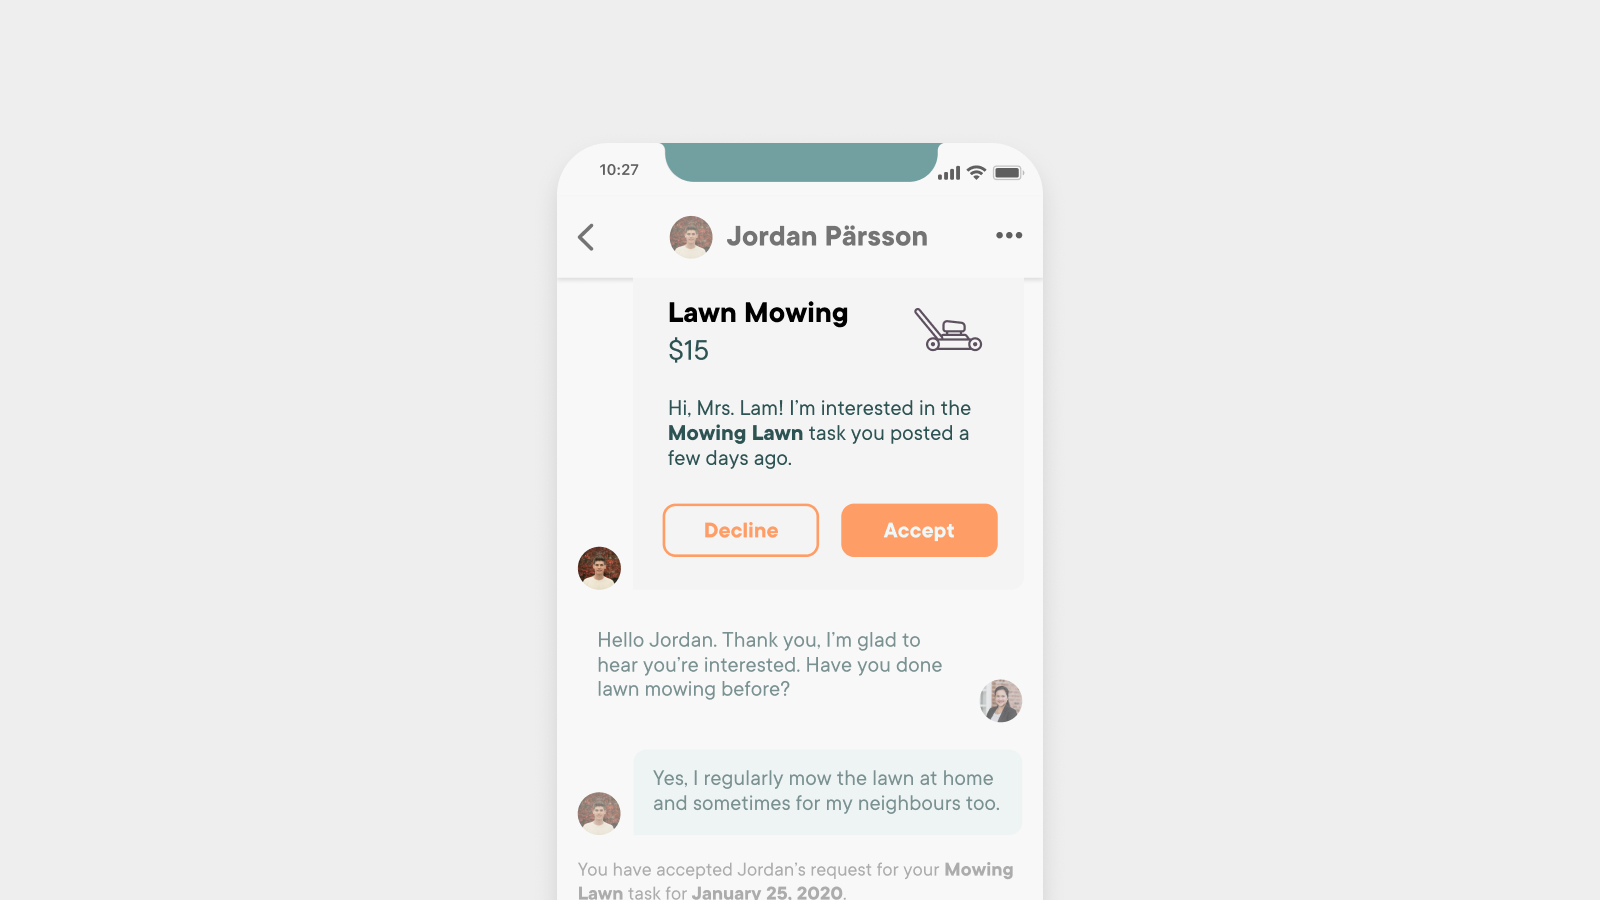 10:27
Jordan Pärsson
Lawn Mowing
$15
Hi, Mrs. Lam! I’m interested in the
Mowing Lawn task you posted a
few days ago.
Decline
Accept
Hello Jordan. Thank you, I’m glad to
hear you’re interested. Have you done
lawn mowing before?
Yes, I regularly mow the lawn at home
and sometimes for my neighbours too.
You have accepted Jordan’s request for your Mowing
Lawn task for January 25, 2020.